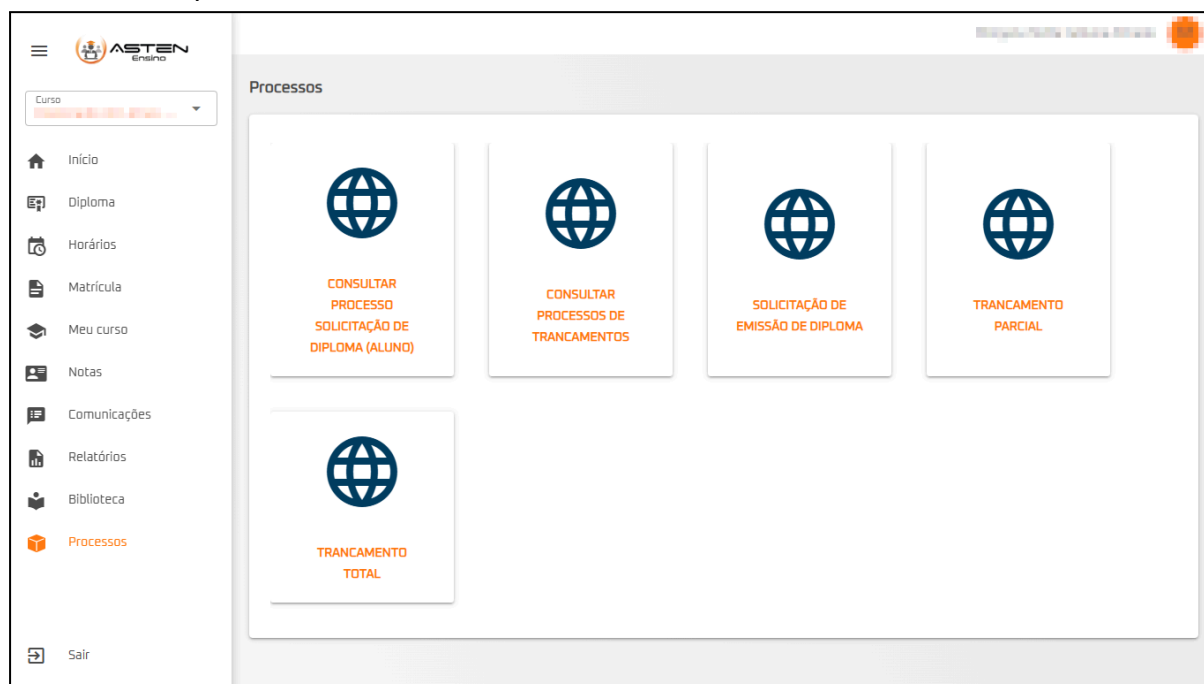 ASTEN
Ensino
Curso
Processos
Início
Diploma
Horários
Matrícula
Meu curso
Notas
Comunicações
Relatórios
Biblioteca
Processos
Sair
CONSULTAR
PROCESSO
SOLICITAÇÃO DE
DIPLOMA (ALUNO)
CONSULTAR
PROCESSOS DE
TRANCAMENTOS
SOLICITAÇÃO DE
EMISSÃO DE DIPLOMA
TRANCAMENTO
PARCIAL
TRANCAMENTO
TOTAL